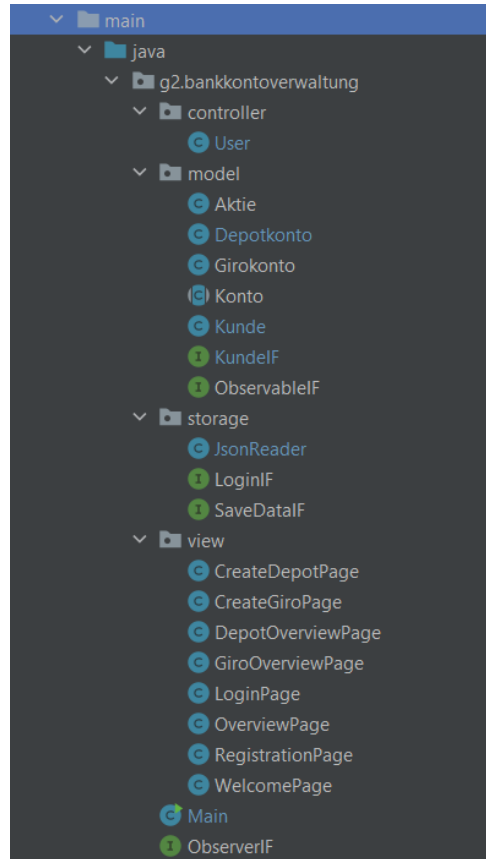 main
java
g2.bankkontoverwaltung
controller
C User
model
C Aktie
C Depotkonto
C Girokonto
C Konto
C Kunde
I KundeIF
I ObservableIF
storage
C JsonReader
I LoginIF
I SaveDataIF
view
C CreateDepotPage
C CreateGiroPage
C DepotOverviewPage
C GiroOverviewPage
C LoginPage
C OverviewPage
C RegistrationPage
C WelcomePage
C Main
I ObserverIF